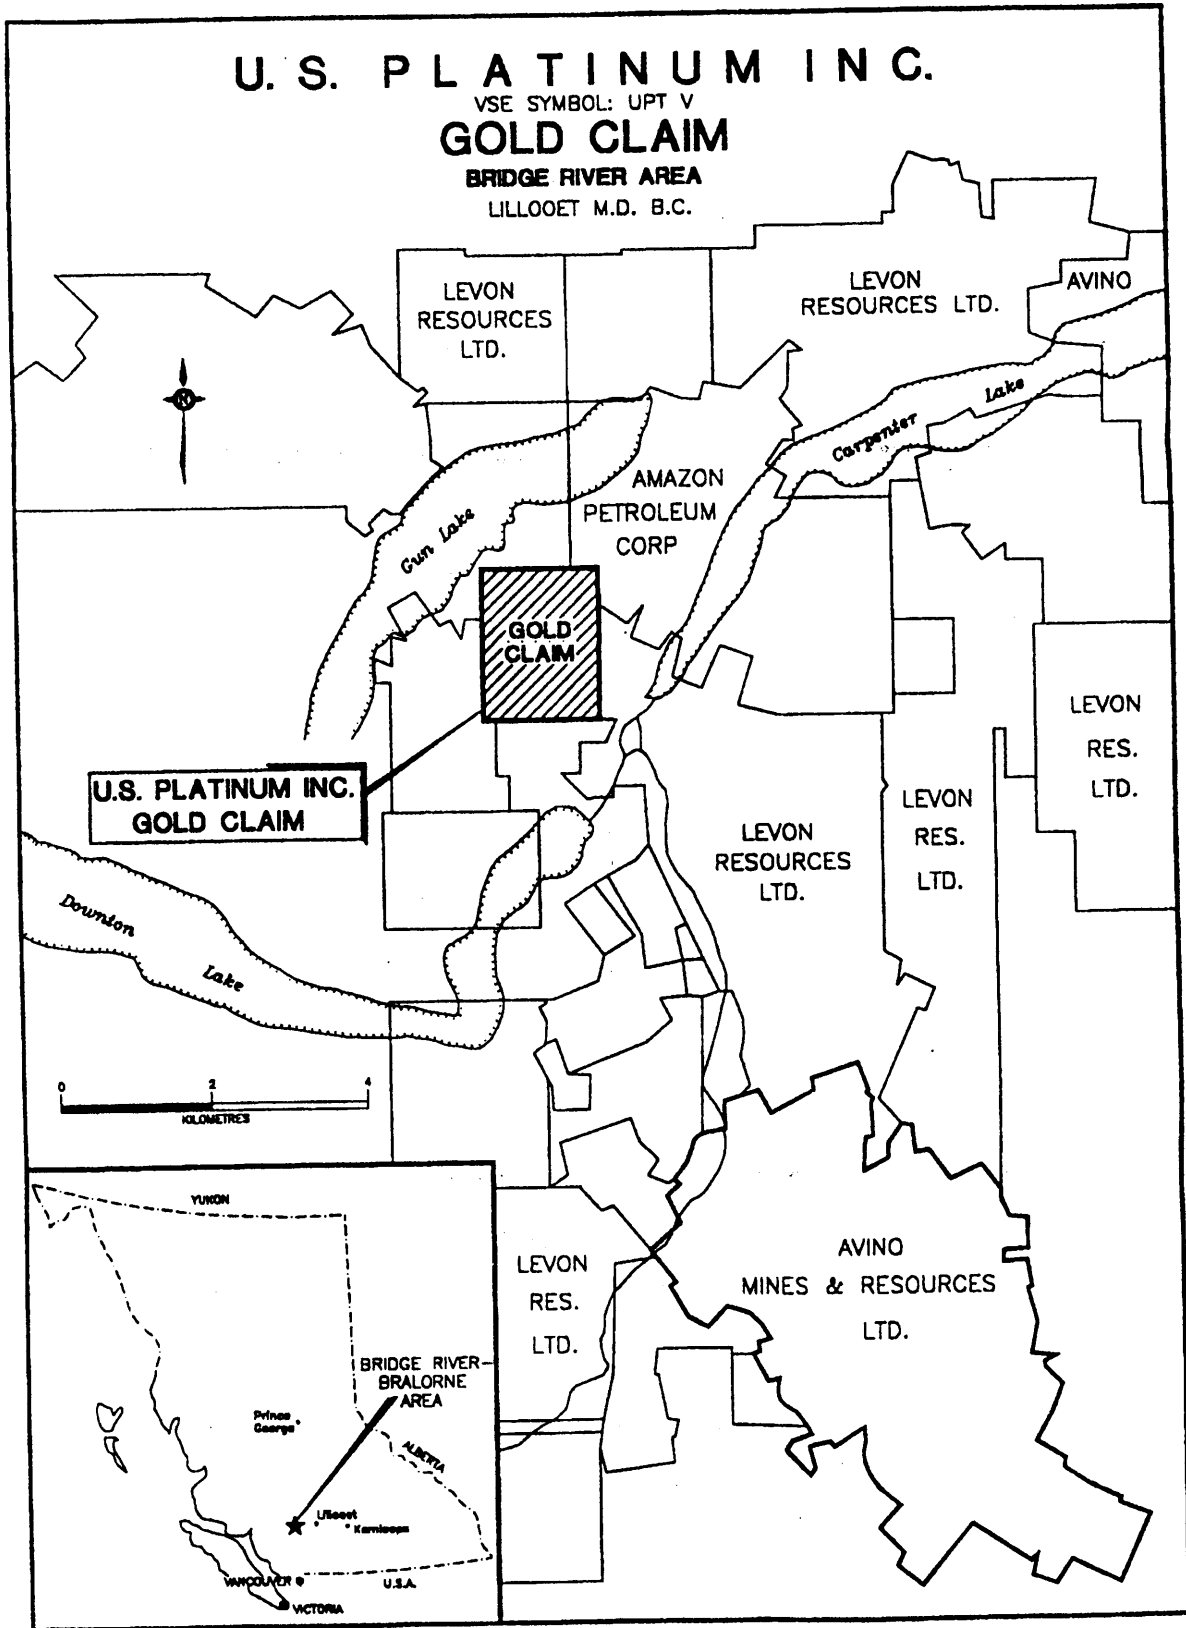 U.S. PLATINUM INC.
VSE SYMBOL: UPT V
GOLD CLAIM
BRIDGE RIVER AREA
LILLOOET M.D. B.C.
LEVON
RESOURCES
LTD.
LEVON
RESOURCES LTD.
AVINO
N
Carpenter Lake
AMAZON
PETROLEUM
CORP
Gun Lake
GOLD
CLAIM
LEVON
RES.
LTD.
U.S. PLATINUM INC.
GOLD CLAIM
LEVON
RES.
LTD.
LEVON
RESOURCES
LTD.
Downton
Lake
0 2 4
KILOMETRES
YUKON
AVINO
MINES & RESOURCES
LTD.
LEVON
RES.
LTD.
BRIDGE RIVER-
BRALORNE
AREA
Prince
George
ALBERTA
Lillooet
Kamloops
VANCOUVER
U.S.A.
VICTORIA